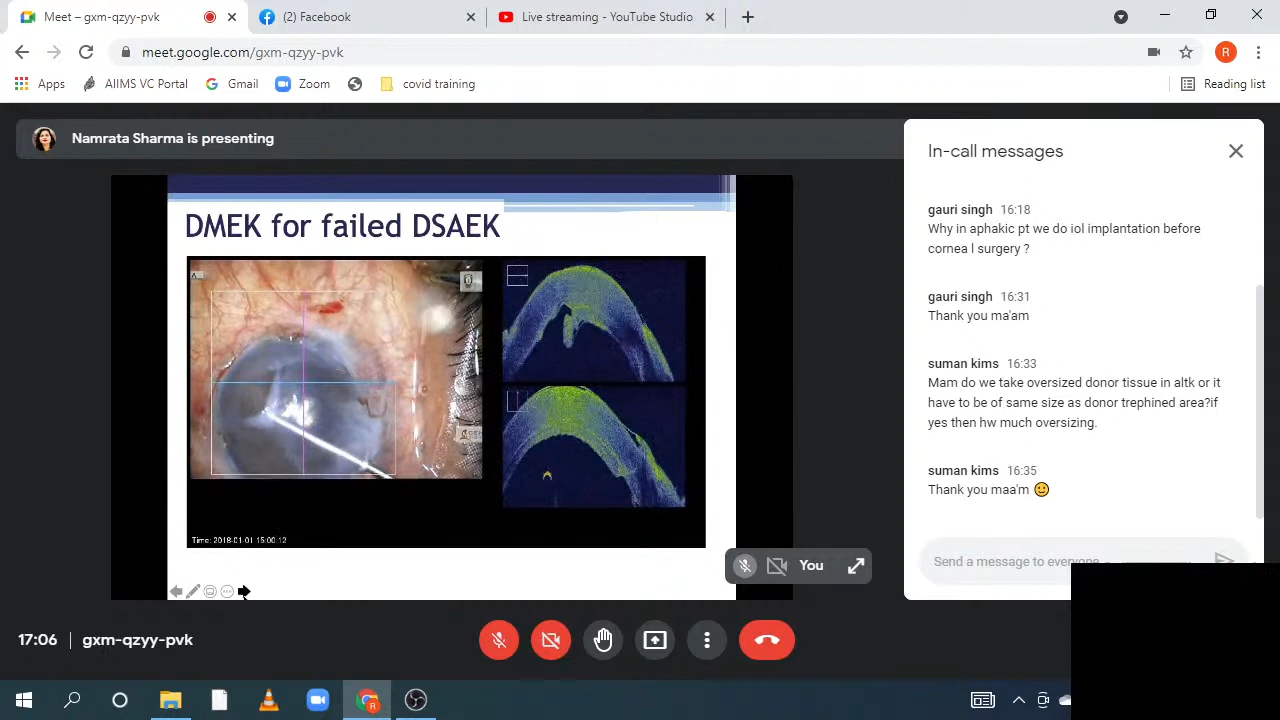 Meet – gxm-qzyy-pvk
(2) Facebook
Live streaming - YouTube Studio
meet.google.com/gxm-qzyy-pvk
R
Apps
AIIMS VC Portal
Gmail
Zoom
covid training
Reading list
Namrata Sharma is presenting
DMEK for failed DSAEK
Time: 2018-01-01 15:00:12
You
In-call messages
gauri singh 16:18
Why in aphakic pt we do iol implantation before
cornea l surgery ?
gauri singh 16:31
Thank you ma'am
suman kims 16:33
Mam do we take oversized donor tissue in altk or it
have to be of same size as donor trephined area?if
yes then hw much oversizing.
suman kims 16:35
Thank you maa'm 🙂
Send a message to everyone
17:06 | gxm-qzyy-pvk